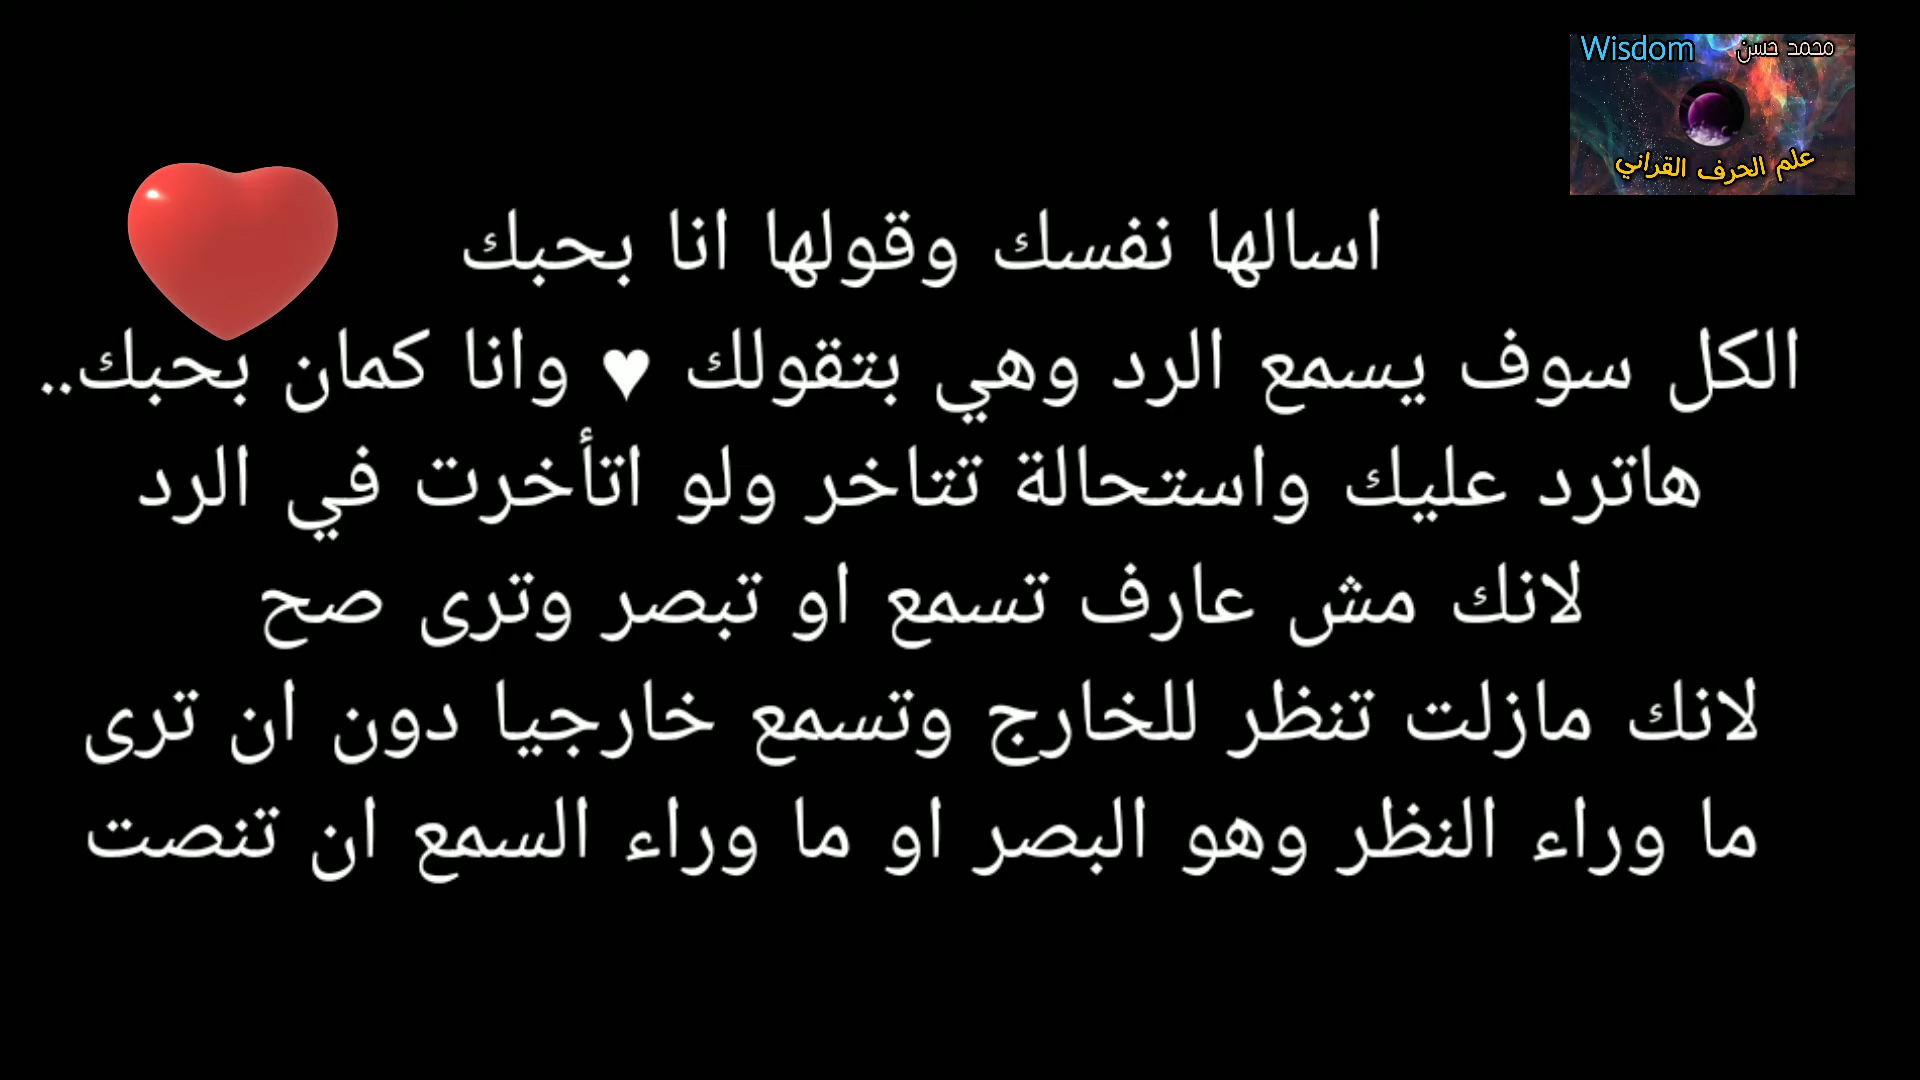 Wisdom محمد حسن
علم الحرف القراني
اسالها نفسك وقولها انا بحبك
الكل سوف يسمع الرد وهي بتقولك ♥ وانا كمان بحبك..
هاترد عليك واستحالة تتاخر ولو اتأخرت في الرد
لانك مش عارف تسمع او تبصر وترى صح
لانك مازلت تنظر للخارج وتسمع خارجيا دون ان ترى
ما وراء النظر وهو البصر او ما وراء السمع ان تنصت